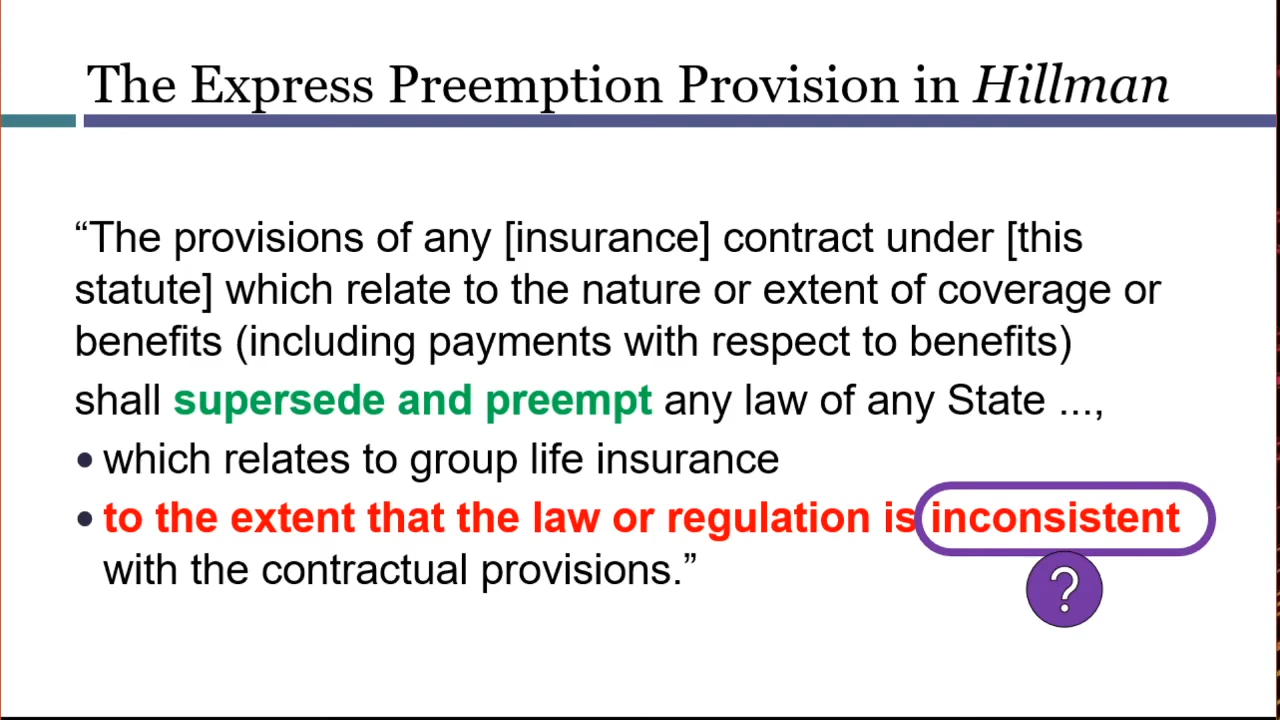 The Express Preemption Provision in Hillman
“The provisions of any [insurance] contract under [this
statute] which relate to the nature or extent of coverage or
benefits (including payments with respect to benefits)
shall supersede and preempt any law of any State ...,
• which relates to group life insurance
• to the extent that the law or regulation is inconsistent
with the contractual provisions.”
?